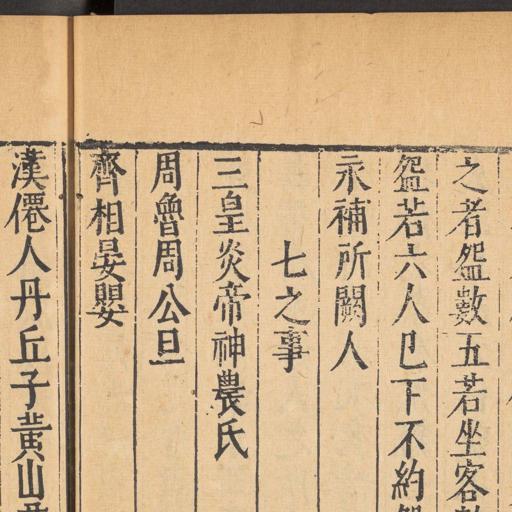 之者盌數五若坐客
盌若六人已下不約
永補所闕人
七之事
三皇炎帝神農氏
周魯周公旦
齊相晏嬰
漢僊人丹丘子黃山